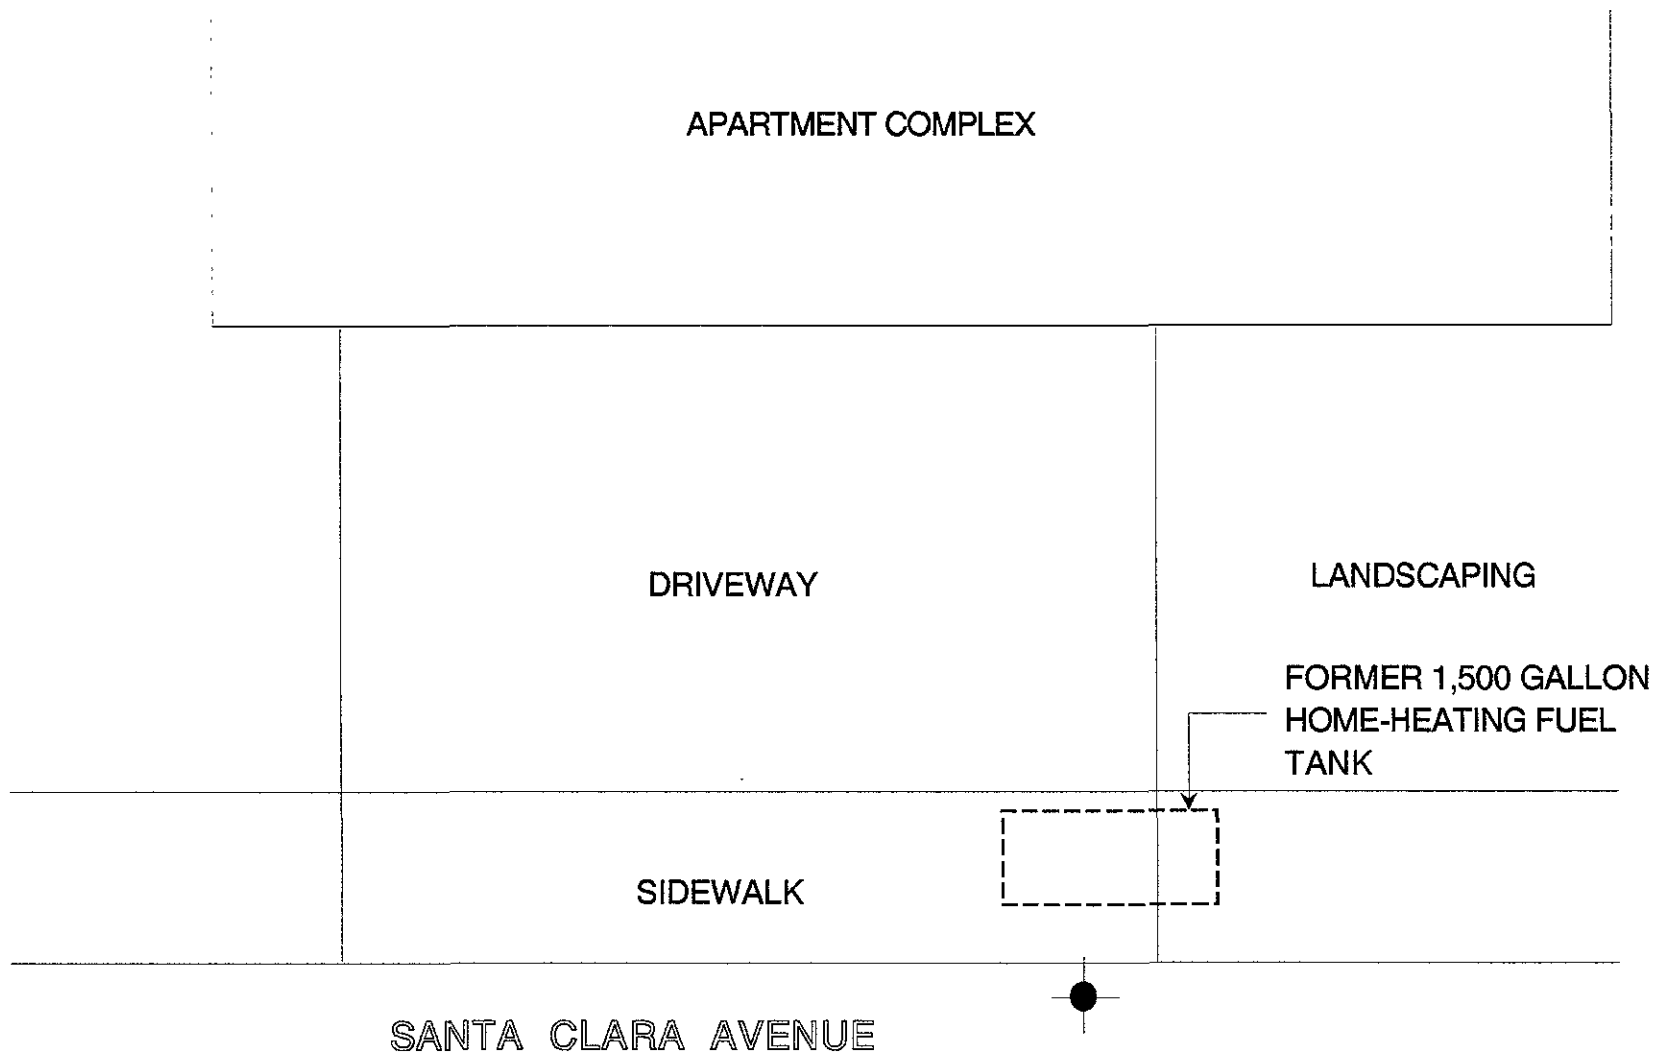 APARTMENT COMPLEX
DRIVEWAY
LANDSCAPING
FORMER 1,500 GALLON
HOME-HEATING FUEL
TANK
SIDEWALK
SANTA CLARA AVENUE